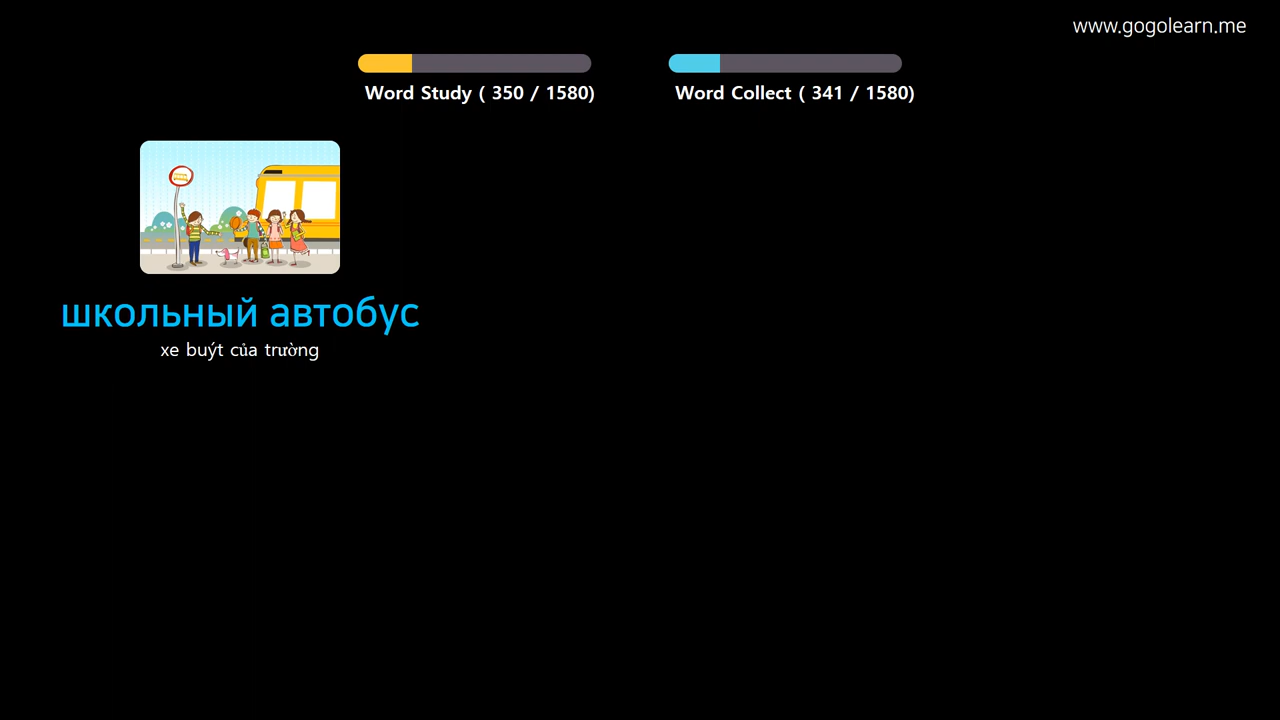 www.gogolearn.me
Word Study ( 350 / 1580)
Word Collect ( 341 / 1580)
школьный автобус
xe buýt của trường